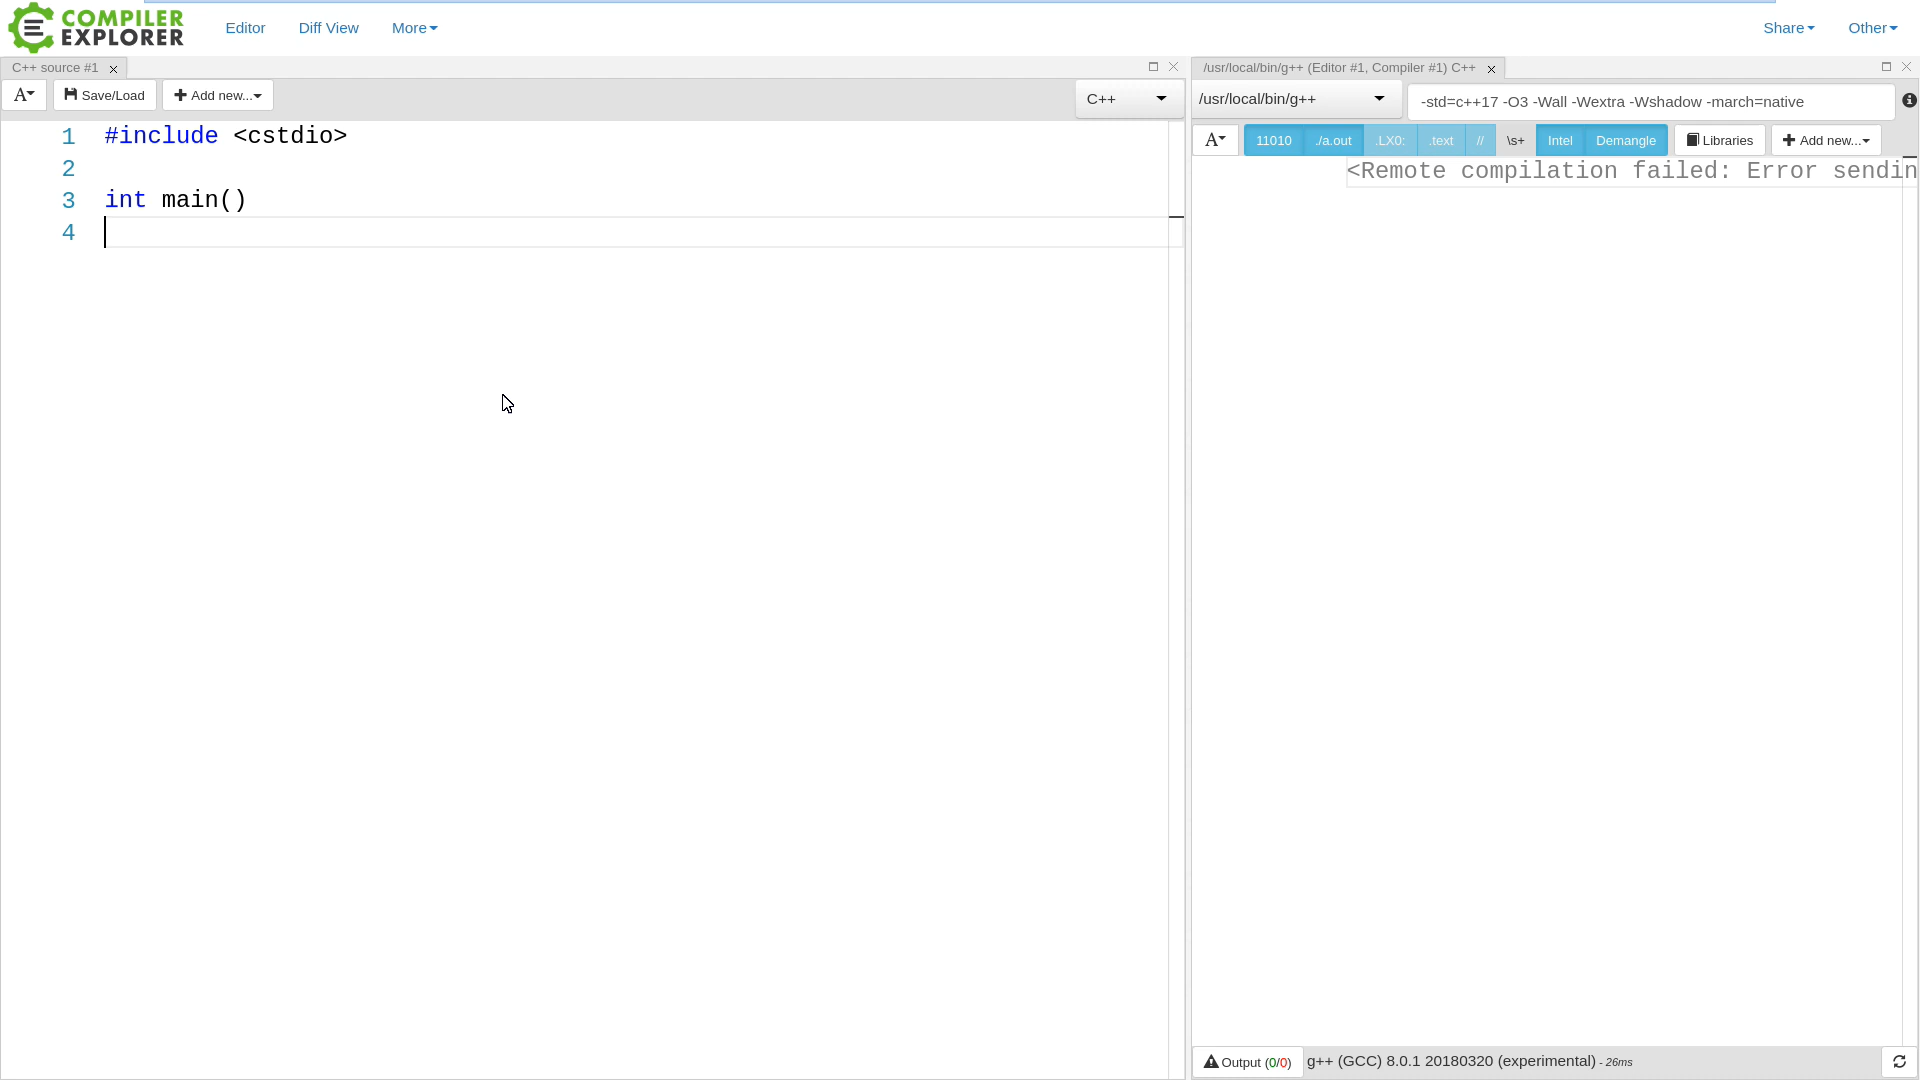 COMPILER
EXPLORER
Editor
Diff View
More
Share
Other
C++ source #1
A
Save/Load
Add new...
C++
1 #include <cstdio>
2
3 int main()
4
/usr/local/bin/g++ (Editor #1, Compiler #1) C++
/usr/local/bin/g++
-std=c++17 -O3 -Wall -Wextra -Wshadow -march=native
A
11010
./a.out
.LX0:
.text
//
\s+
Intel
Demangle
Libraries
Add new...
<Remote compilation failed: Error sendin
Output (0/0)
g++ (GCC) 8.0.1 20180320 (experimental) - 26ms